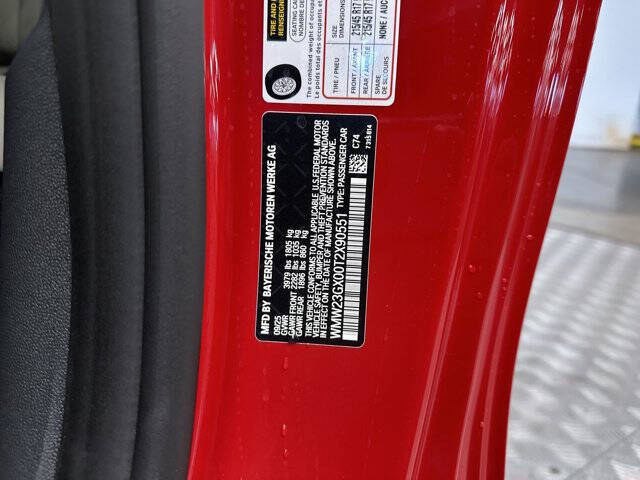 TIRE AND
RENSEIGNEM
SEATING CA
NOMBRE DE
The combined weight of occupa
Le poids total des occupants et
TIRE / PNEU
SIZE
DIMENSIONS
FRONT / AVANT
215/45 R17
REAR / ARRIÈRE
215/45 R17
SPARE
DE SECOURS
NONE / AUC
MFD BY BAYERISCHE MOTOREN WERKE AG
09/25
GVWR 3979 lbs 1805 kg
GAWR FRONT 2282 lbs 1035 kg
GAWR REAR 1896 lbs 860 kg
THIS VEHICLE CONFORMS TO ALL APPLICABLE U.S.FEDERAL MOTOR
VEHICLE SAFETY, BUMPER AND THEFT PREVENTION STANDARDS
IN EFFECT ON THE DATE OF MANUFACTURE SHOWN ABOVE.
WMW23GX00T2X90551 TYPE: PASSENGER CAR
C74